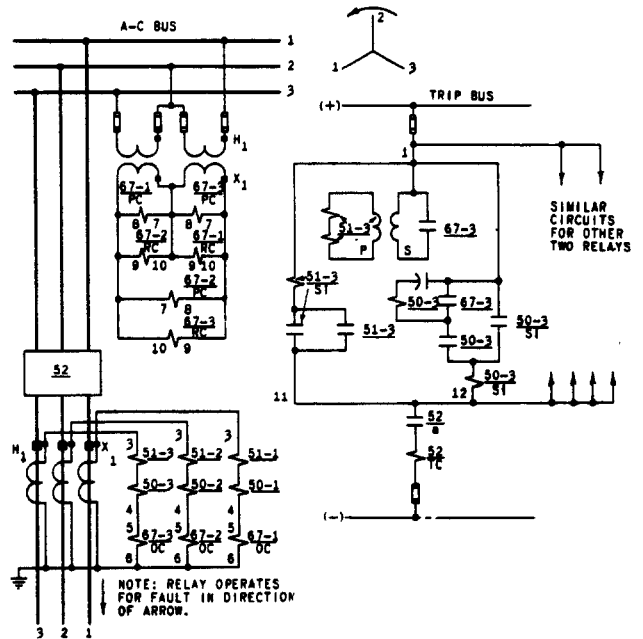 A-C BUS
1
2
3
2
1
3
(+)
TRIP BUS
H1
X1
1
67-1
PC
67-3
PC
8 7
8 7
67-2
RC
67-1
RC
9 10
9 10
67-2
PC
7 8
67-3
RC
10 9
51-3
P
S
67-3
SIMILAR
CIRCUITS
FOR OTHER
TWO RELAYS
51-3
SI
51-3
50-3
67-3
50-3
50-3
SI
50-3
SI
11
12
52
52
a
52
TC
(-)
H1
X1
3
3
3
51-3
51-2
51-1
50-3
50-2
50-1
4
4
4
5
5
5
67-3
OC
67-2
OC
67-1
OC
6
6
6
NOTE: RELAY OPERATES
FOR FAULT IN DIRECTION
OF ARROW.
3 2 1